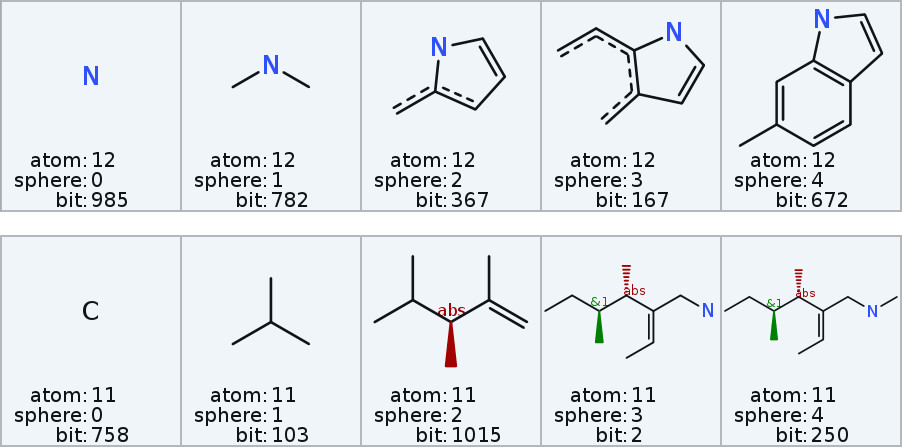 N
atom: 12
sphere: 0
bit: 985
N
atom: 12
sphere: 1
bit: 782
N
atom: 12
sphere: 2
bit: 367
N
atom: 12
sphere: 3
bit: 167
N
atom: 12
sphere: 4
bit: 672
C
atom: 11
sphere: 0
bit: 758
atom: 11
sphere: 1
bit: 103
abs
atom: 11
sphere: 2
bit: 1015
abs
&1
N
atom: 11
sphere: 3
bit: 2
abs
&1
N
atom: 11
sphere: 4
bit: 250